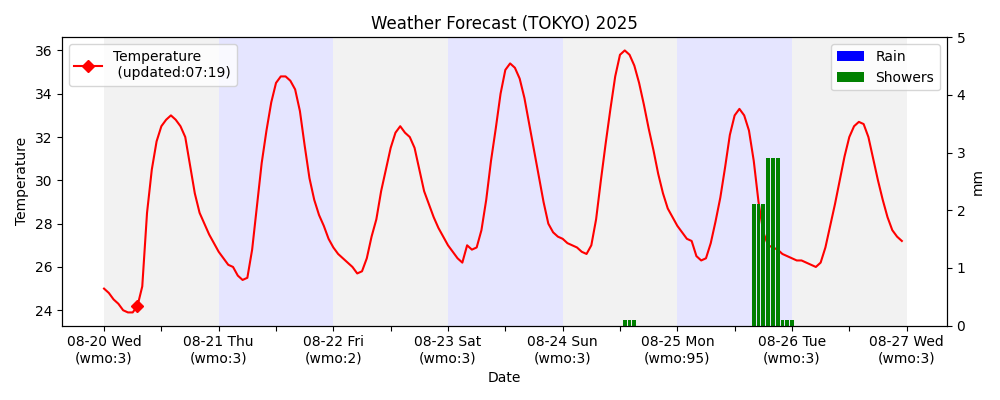 Weather Forecast (TOKYO) 2025
Temperature
(updated:07:19)
Rain
Showers
36
34
32
30
28
26
24
Temperature
5
4
3
2
1
0
mm
08-20 Wed
(wmo:3)
08-21 Thu
(wmo:3)
08-22 Fri
(wmo:2)
08-23 Sat
(wmo:3)
08-24 Sun
(wmo:3)
08-25 Mon
(wmo:95)
08-26 Tue
(wmo:3)
08-27 Wed
(wmo:3)
Date